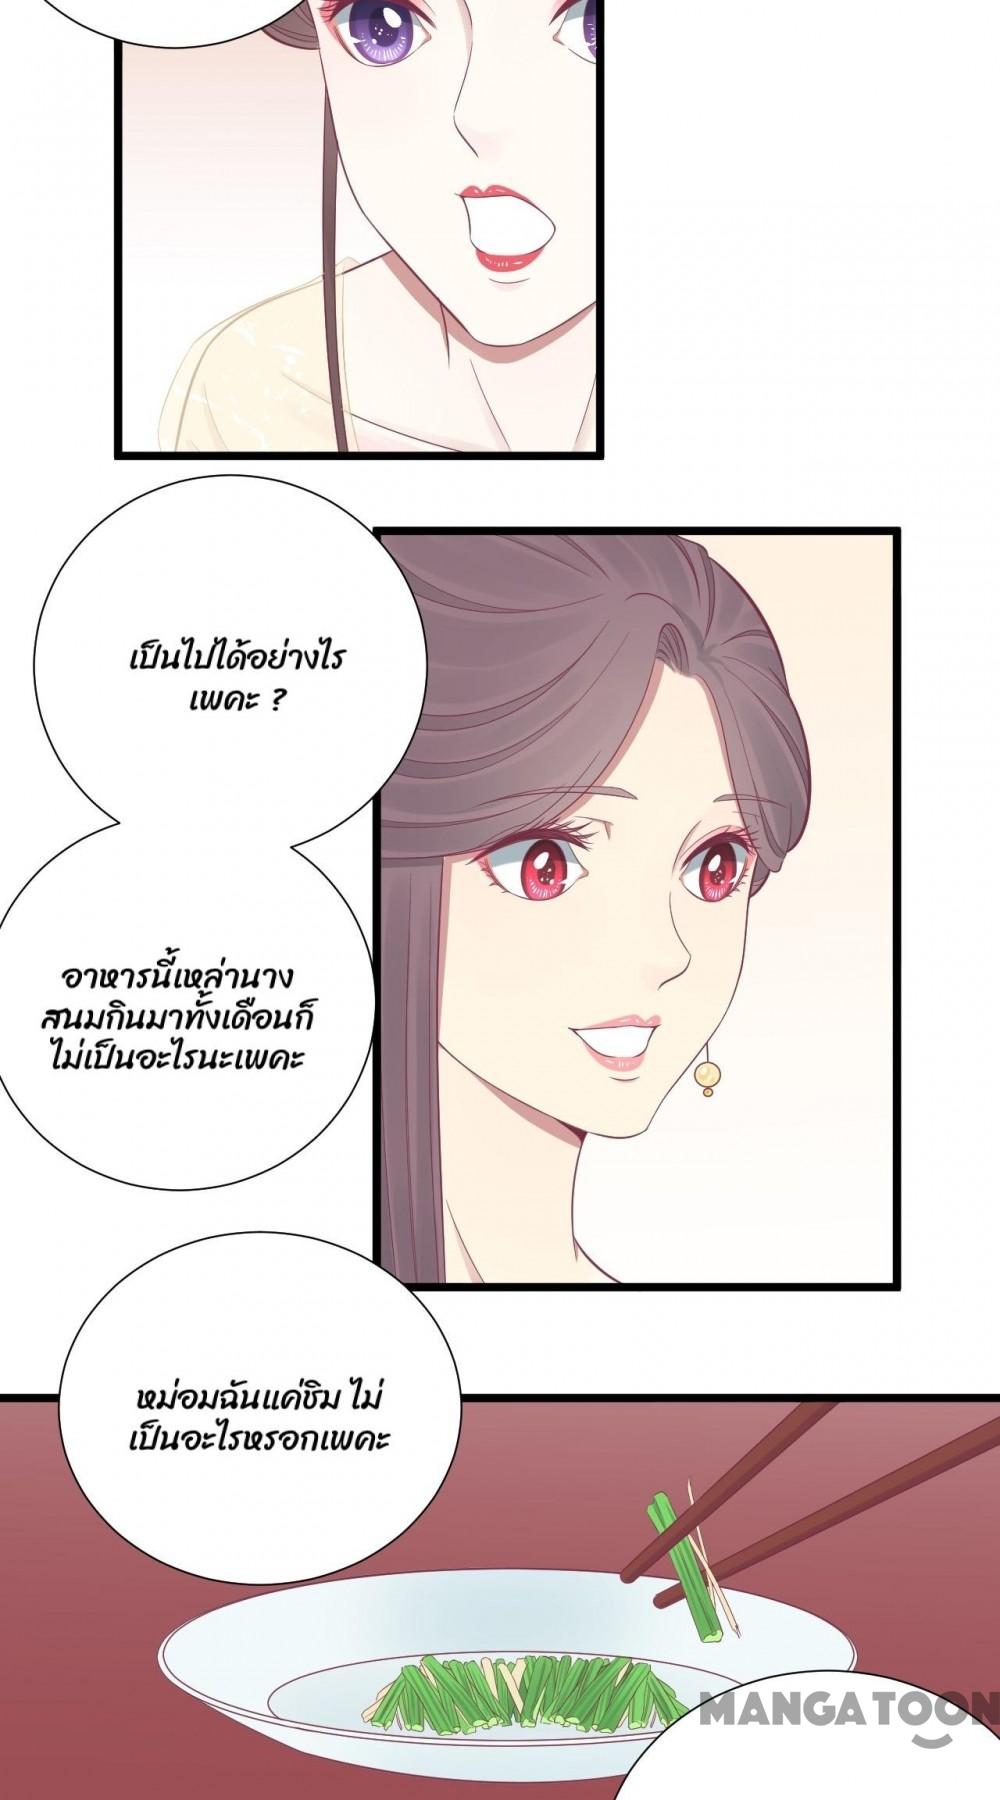 เป็นไปได้อย่างไร
เพคะ ?
อาหารนี้เหล่านาง
สนมกินมาทั้งเดือนก็
ไม่เป็นอะไรนะเพคะ
หม่อมฉันแค่ชิม ไม่
เป็นอะไรหรอกเพคะ
MANGATOON